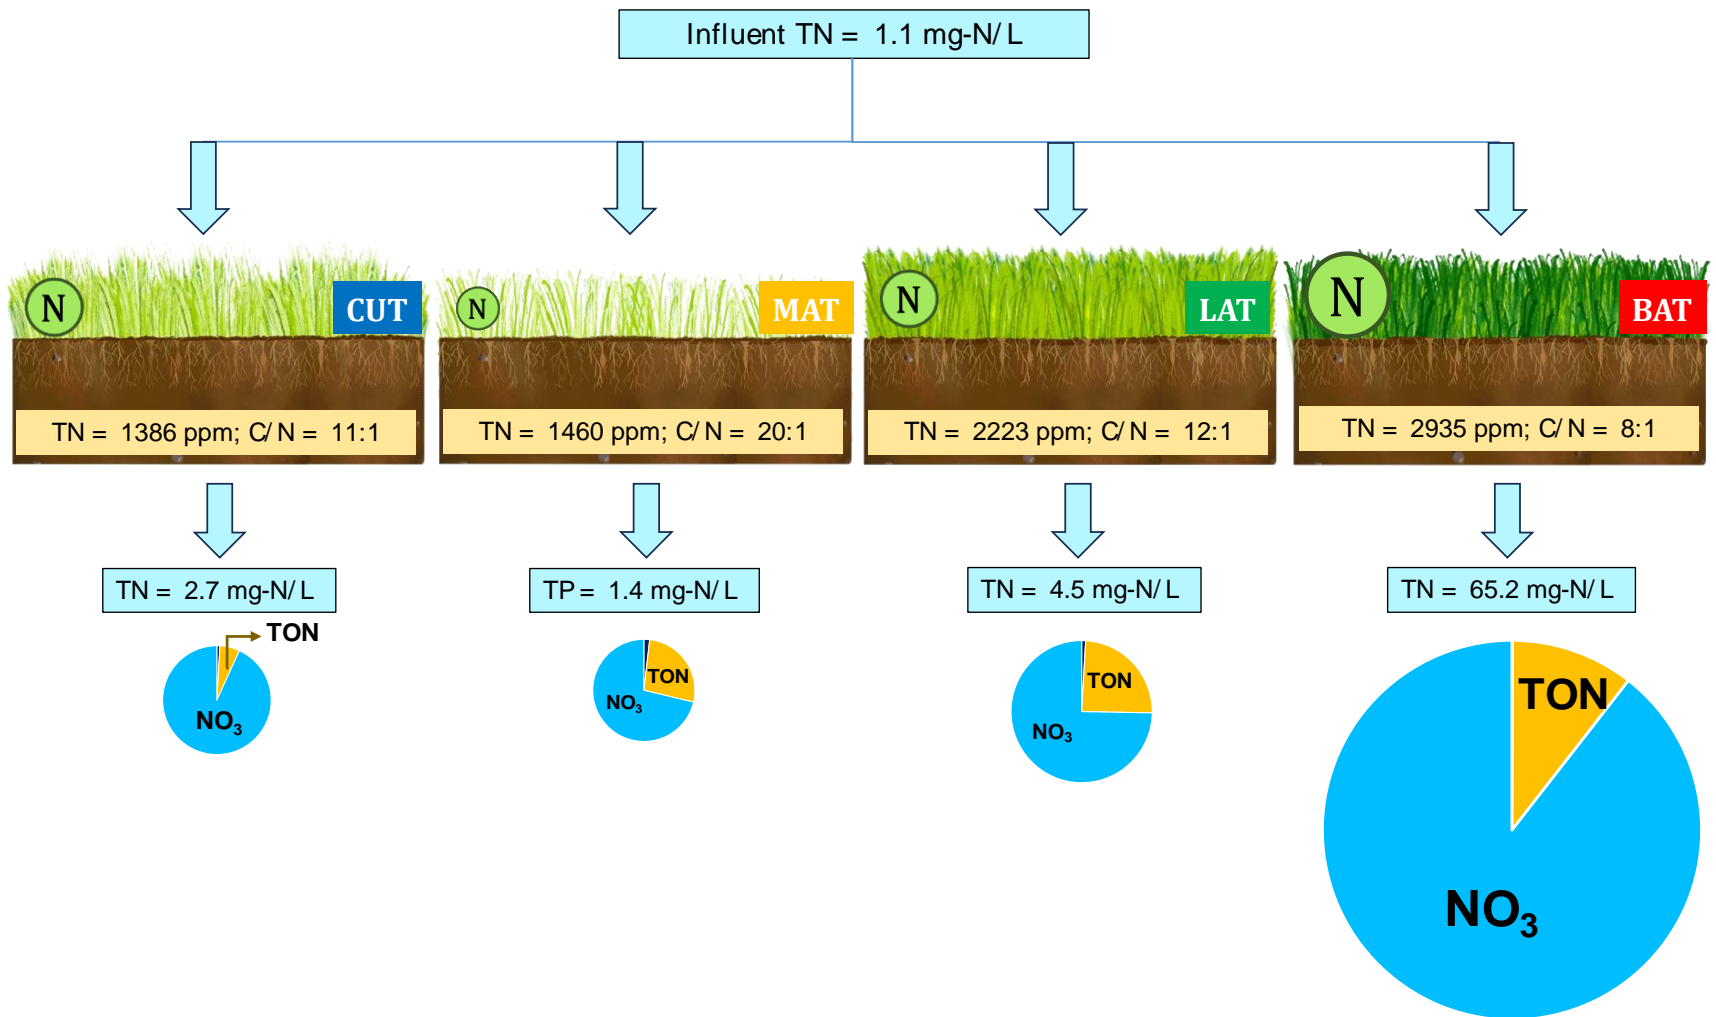 Influent TN = 1.1 mg-N/L
N
CUT
N
MAT
N
LAT
N
BAT
TN = 1386 ppm; C/N = 11:1
TN = 1460 ppm; C/N = 20:1
TN = 2223 ppm; C/N = 12:1
TN = 2935 ppm; C/N = 8:1
TN = 2.7 mg-N/L
TP = 1.4 mg-N/L
TN = 4.5 mg-N/L
TN = 65.2 mg-N/L
TON
NO₃
TON
NO₃
TON
NO₃
TON
NO₃